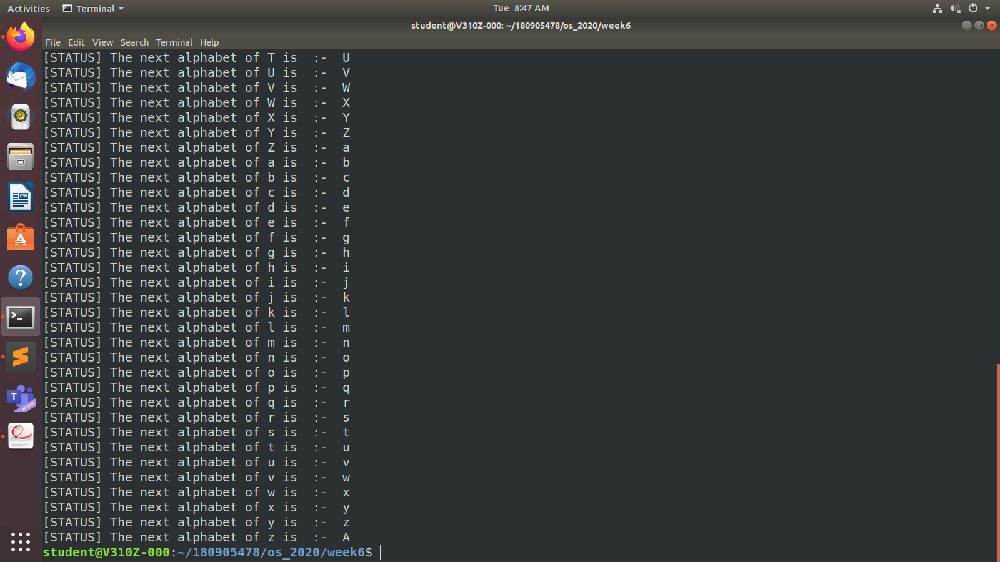 Activities Terminal Tue 8:47 AM
student@V310Z-000: ~/180905478/os_2020/week6
File Edit View Search Terminal Help
[STATUS] The next alphabet of T is  :-  U
[STATUS] The next alphabet of U is  :-  V
[STATUS] The next alphabet of V is  :-  W
[STATUS] The next alphabet of W is  :-  X
[STATUS] The next alphabet of X is  :-  Y
[STATUS] The next alphabet of Y is  :-  Z
[STATUS] The next alphabet of Z is  :-  a
[STATUS] The next alphabet of a is  :-  b
[STATUS] The next alphabet of b is  :-  c
[STATUS] The next alphabet of c is  :-  d
[STATUS] The next alphabet of d is  :-  e
[STATUS] The next alphabet of e is  :-  f
[STATUS] The next alphabet of f is  :-  g
[STATUS] The next alphabet of g is  :-  h
[STATUS] The next alphabet of h is  :-  i
[STATUS] The next alphabet of i is  :-  j
[STATUS] The next alphabet of j is  :-  k
[STATUS] The next alphabet of k is  :-  l
[STATUS] The next alphabet of l is  :-  m
[STATUS] The next alphabet of m is  :-  n
[STATUS] The next alphabet of n is  :-  o
[STATUS] The next alphabet of o is  :-  p
[STATUS] The next alphabet of p is  :-  q
[STATUS] The next alphabet of q is  :-  r
[STATUS] The next alphabet of r is  :-  s
[STATUS] The next alphabet of s is  :-  t
[STATUS] The next alphabet of t is  :-  u
[STATUS] The next alphabet of u is  :-  v
[STATUS] The next alphabet of v is  :-  w
[STATUS] The next alphabet of w is  :-  x
[STATUS] The next alphabet of x is  :-  y
[STATUS] The next alphabet of y is  :-  z
[STATUS] The next alphabet of z is  :-  A
student@V310Z-000:~/180905478/os_2020/week6$
T
PREVIEW